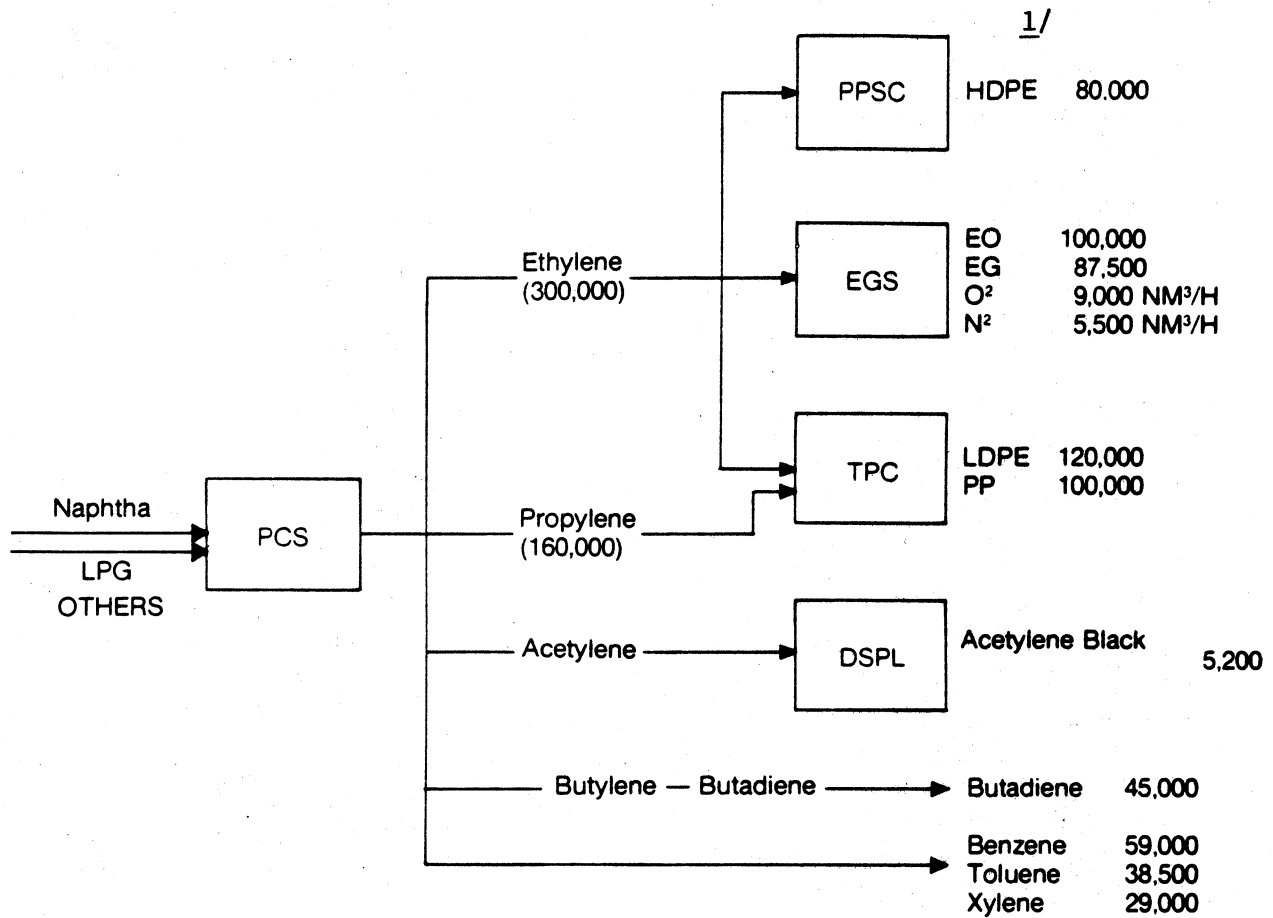 1/
PPSC
HDPE 80.000
Ethylene
(300,000)
EGS
EO 100,000
EG 87,500
O² 9,000 NM³/H
N² 5,500 NM³/H
TPC
LDPE 120,000
PP 100,000
Naphtha
LPG
OTHERS
PCS
Propylene
(160,000)
Acetylene
DSPL
Acetylene Black
5,200
Butylene — Butadiene
Butadiene 45,000
Benzene 59,000
Toluene 38,500
Xylene 29,000